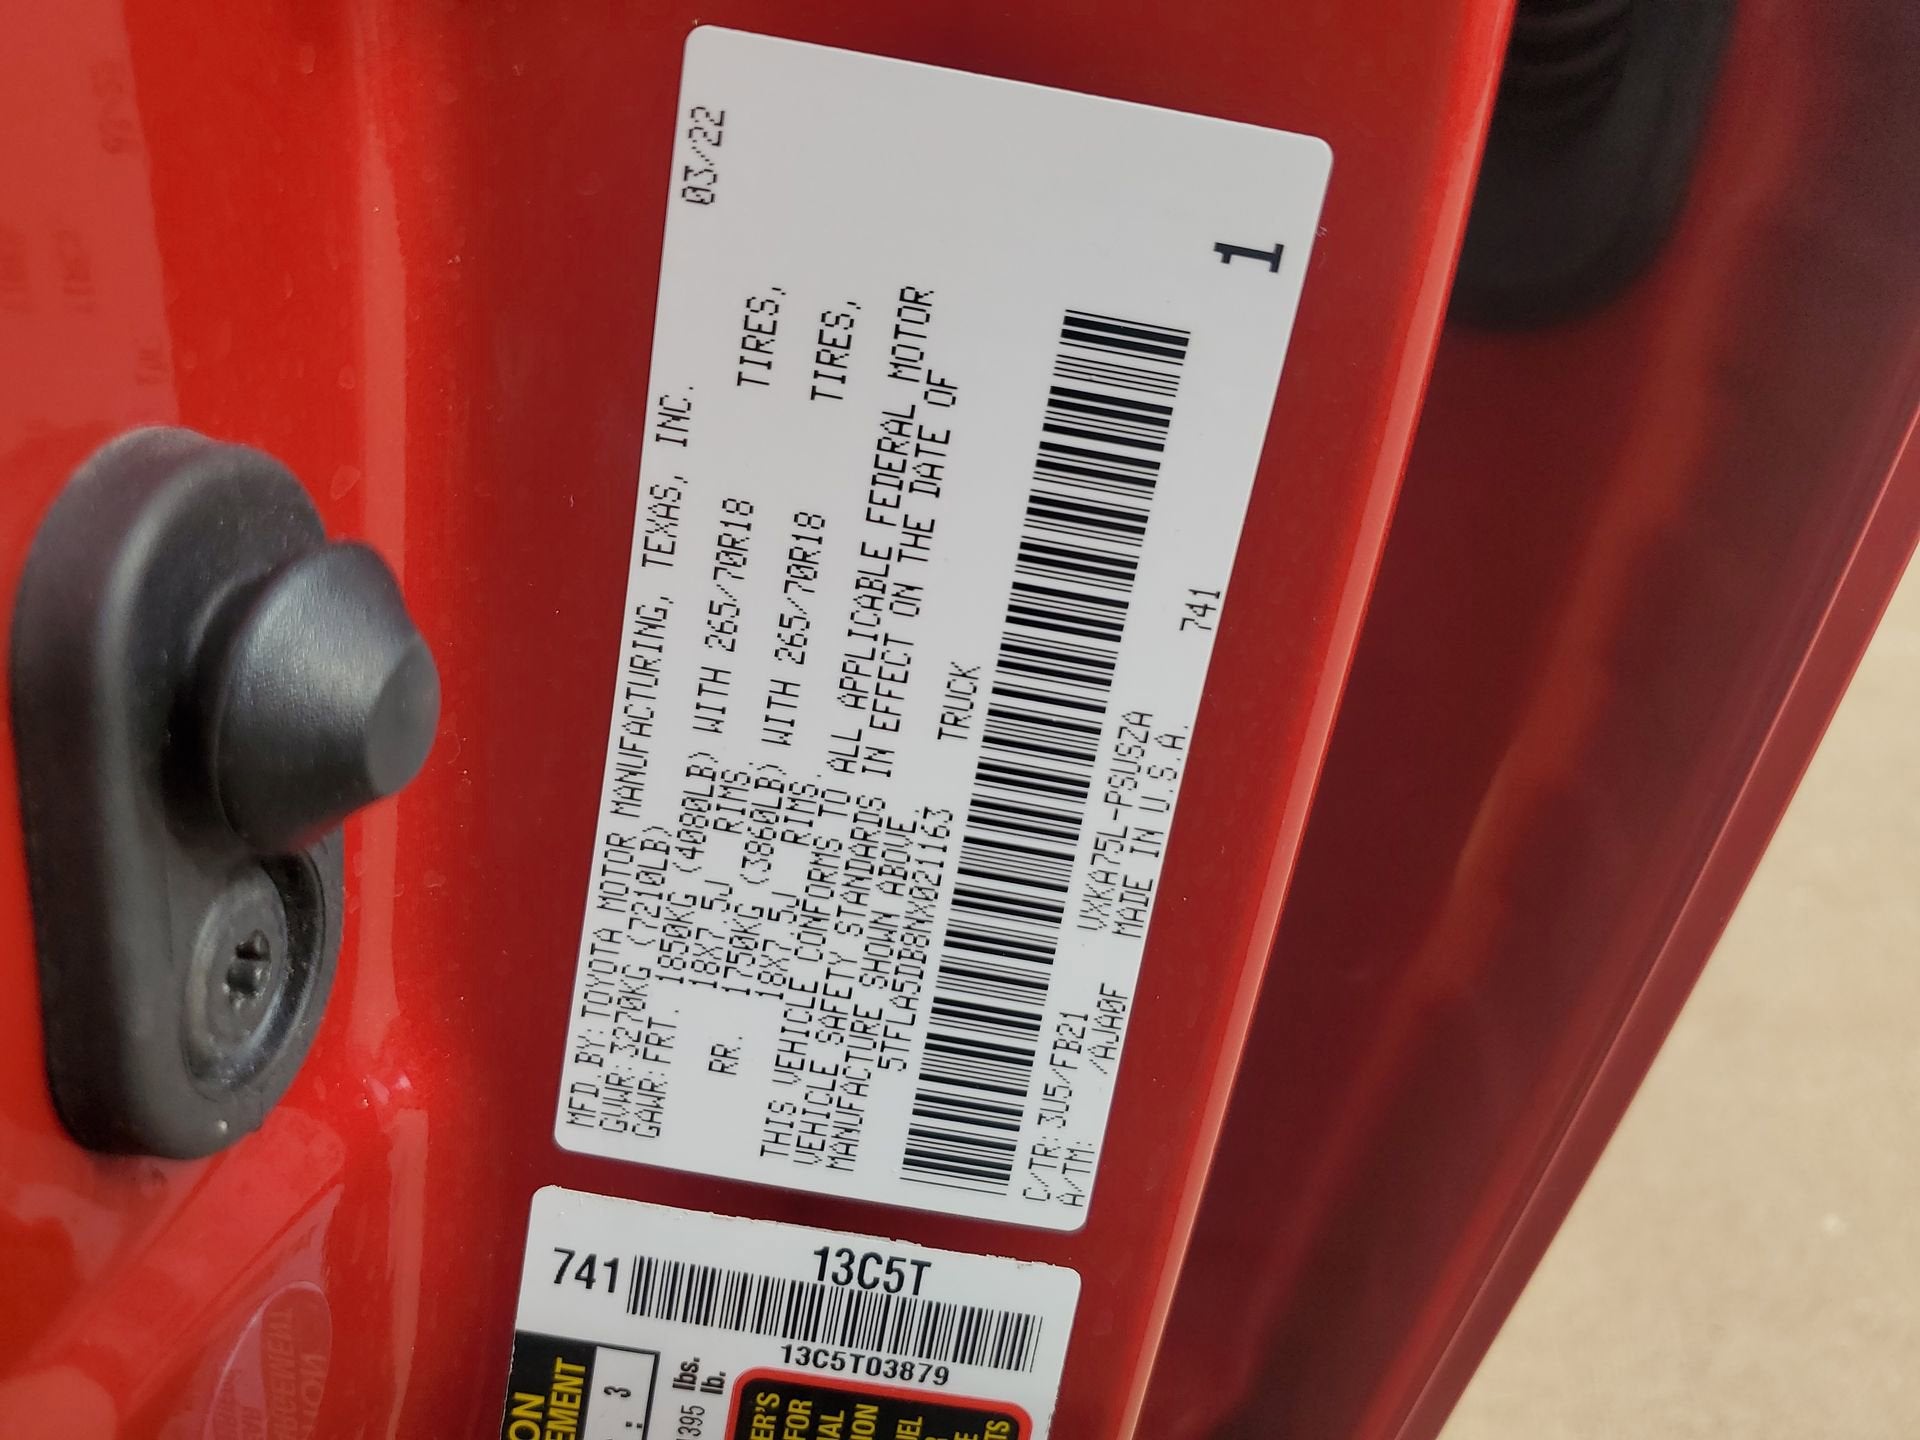 MFD.BY:TOYOTA MOTOR MANUFACTURING, TEXAS, INC. 03/22
GVWR:3270KG (7210LB)
GAWR:FRT. 1850KG (4080LB) WITH 265/70R18 TIRES,
18X7.5J RIMS,
RR. 1750KG (3860LB) WITH 265/70R18 TIRES,
18X7.5J RIMS.
THIS VEHICLE CONFORMS TO ALL APPLICABLE FEDERAL MOTOR
VEHICLE SAFETY STANDARDS IN EFFECT ON THE DATE OF
MANUFACTURE SHOWN ABOVE.
5TFLA5DB8NX021163 TRUCK
C/TR:3U5/FB21 VXKA75L-PSUSZA 741
A/TM: /AJA0F MADE IN U.S.A.
1
741
13C5T
13C5T03879
: 3
1395 lbs.
lb.